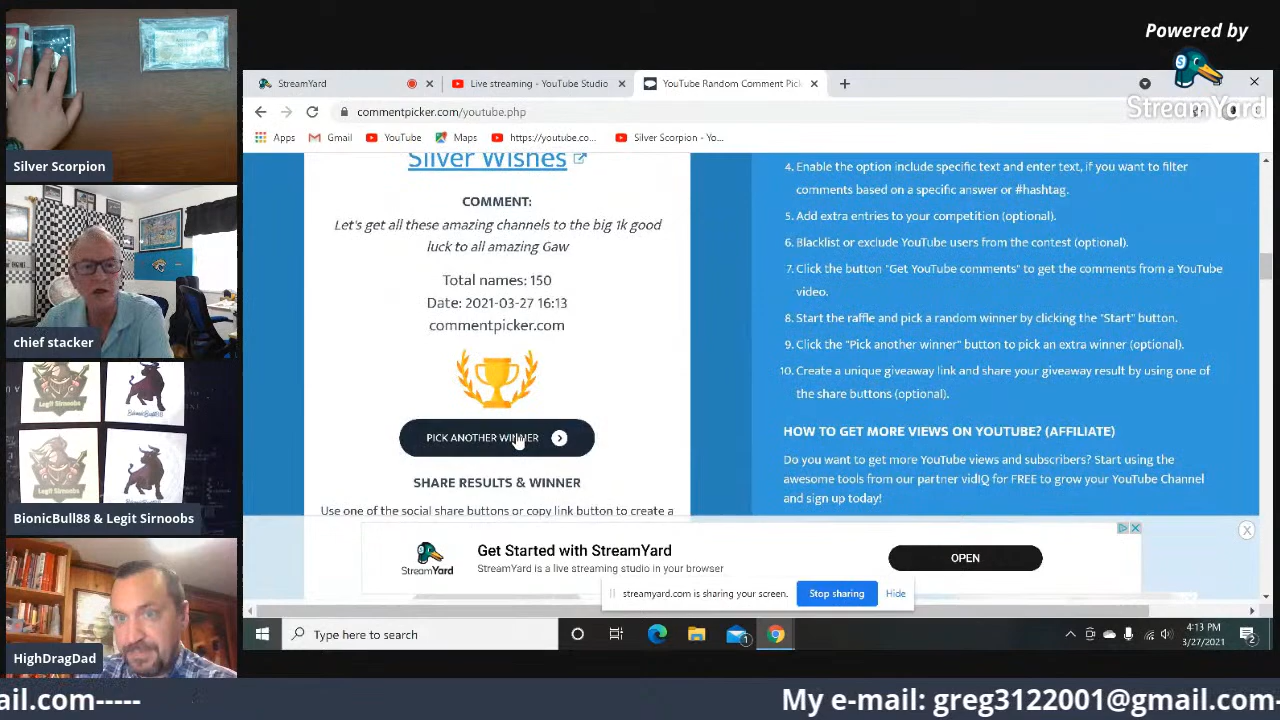 Powered by
StreamYard
Silver Scorpion
chief stacker
BionicBull88 & Legit Sirnoobs
HighDragDad
StreamYard
Live streaming - YouTube Studio
YouTube Random Comment Pick
commentpicker.com/youtube.php
Apps
Gmail
YouTube
Maps
https://youtube.co...
Silver Scorpion - Yo...
Silver Wishes
COMMENT:
Let's get all these amazing channels to the big 1k good
luck to all amazing Gaw
Total names: 150
Date: 2021-03-27 16:13
commentpicker.com
PICK ANOTHER WINNER
SHARE RESULTS & WINNER
Use one of the social share buttons or copy link button to create a
4. Enable the option include specific text and enter text, if you want to filter
comments based on a specific answer or #hashtag.
5. Add extra entries to your competition (optional).
6. Blacklist or exclude YouTube users from the contest (optional).
7. Click the button "Get YouTube comments" to get the comments from a YouTube
video.
8. Start the raffle and pick a random winner by clicking the "Start" button.
9. Click the "Pick another winner" button to pick an extra winner (optional).
10. Create a unique giveaway link and share your giveaway result by using one of
the share buttons (optional).
HOW TO GET MORE VIEWS ON YOUTUBE? (AFFILIATE)
Do you want to get more YouTube views and subscribers? Start using the
awesome tools from our partner vidIQ for FREE to grow your YouTube Channel
and sign up today!
StreamYard
Get Started with StreamYard
StreamYard is a live streaming studio in your browser
OPEN
streamyard.com is sharing your screen.
Stop sharing
Hide
Type here to search
4:13 PM
3/27/2021
ail.com-----
My e-mail: greg3122001@gmail.com-